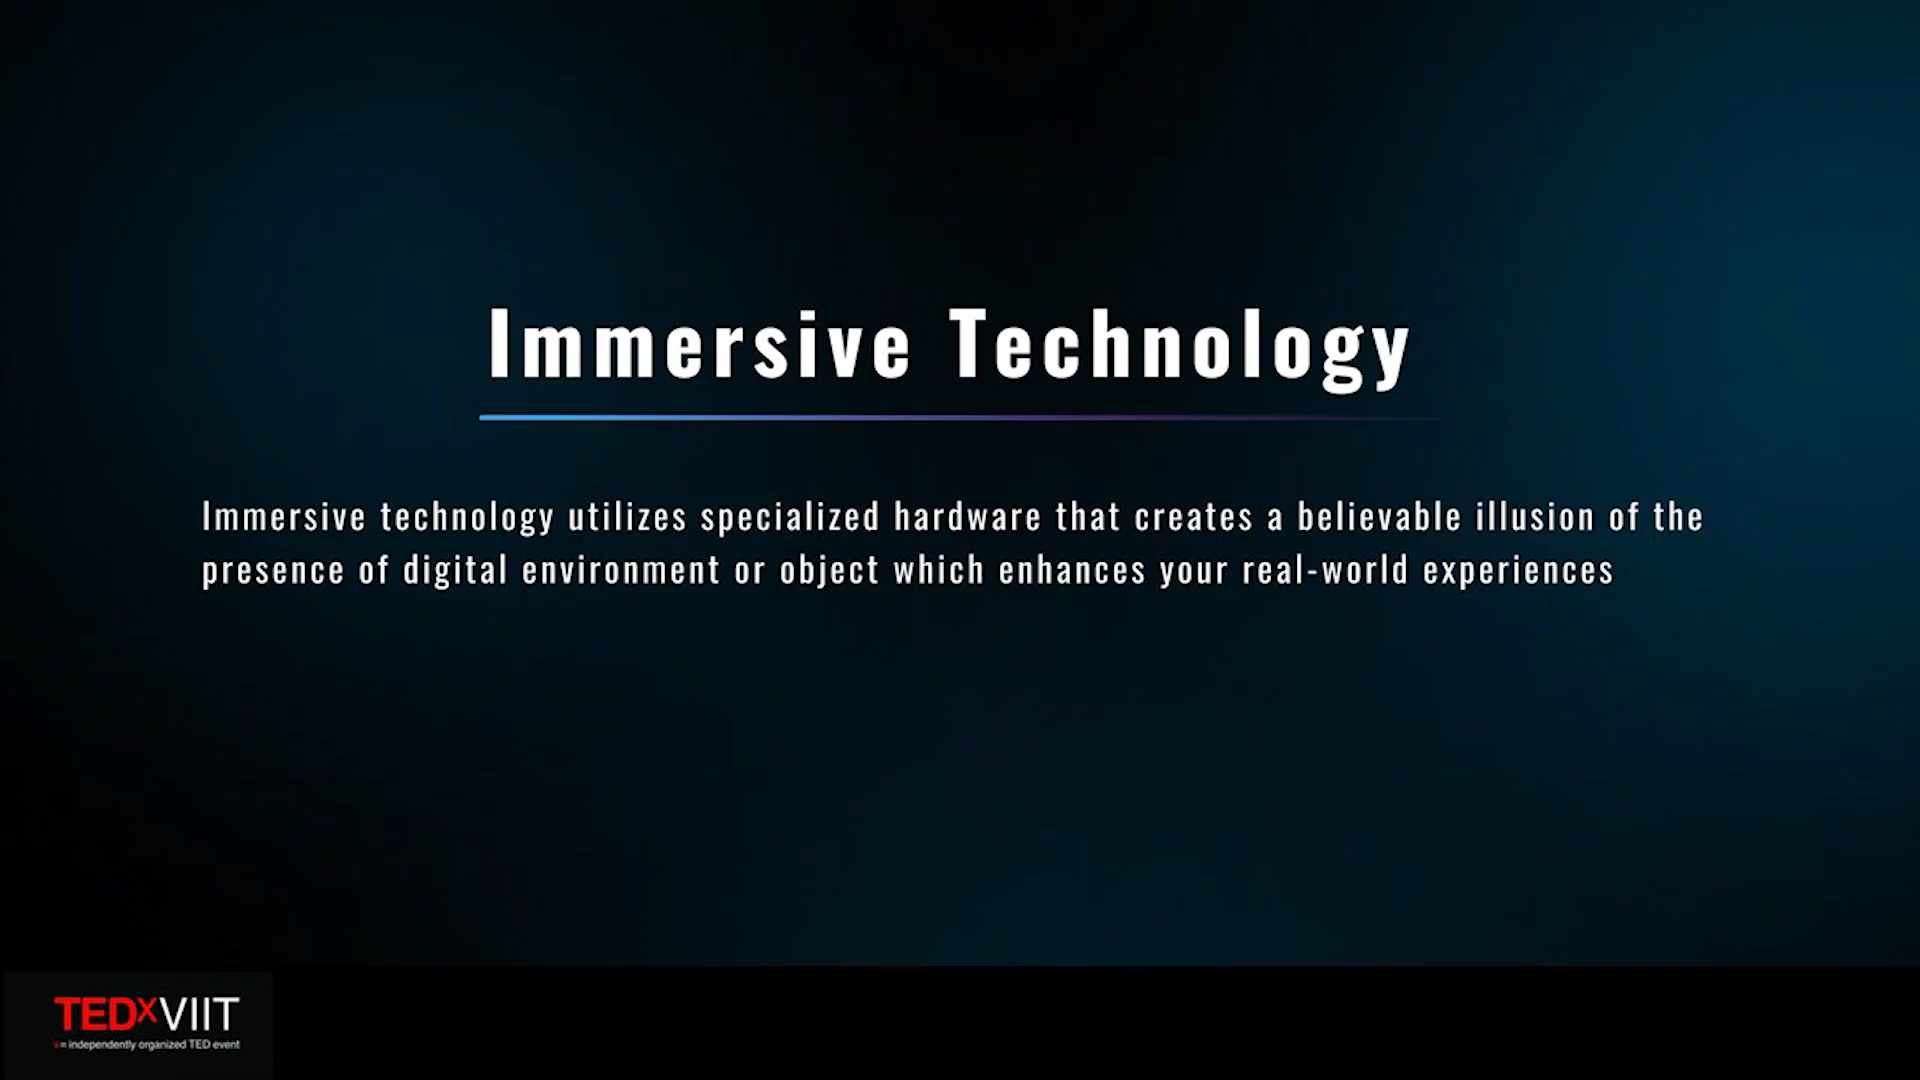 Immersive Technology
Immersive technology utilizes specialized hardware that creates a believable illusion of the
presence of digital environment or object which enhances your real-world experiences
TEDxVIIT
x= independently organized TED event